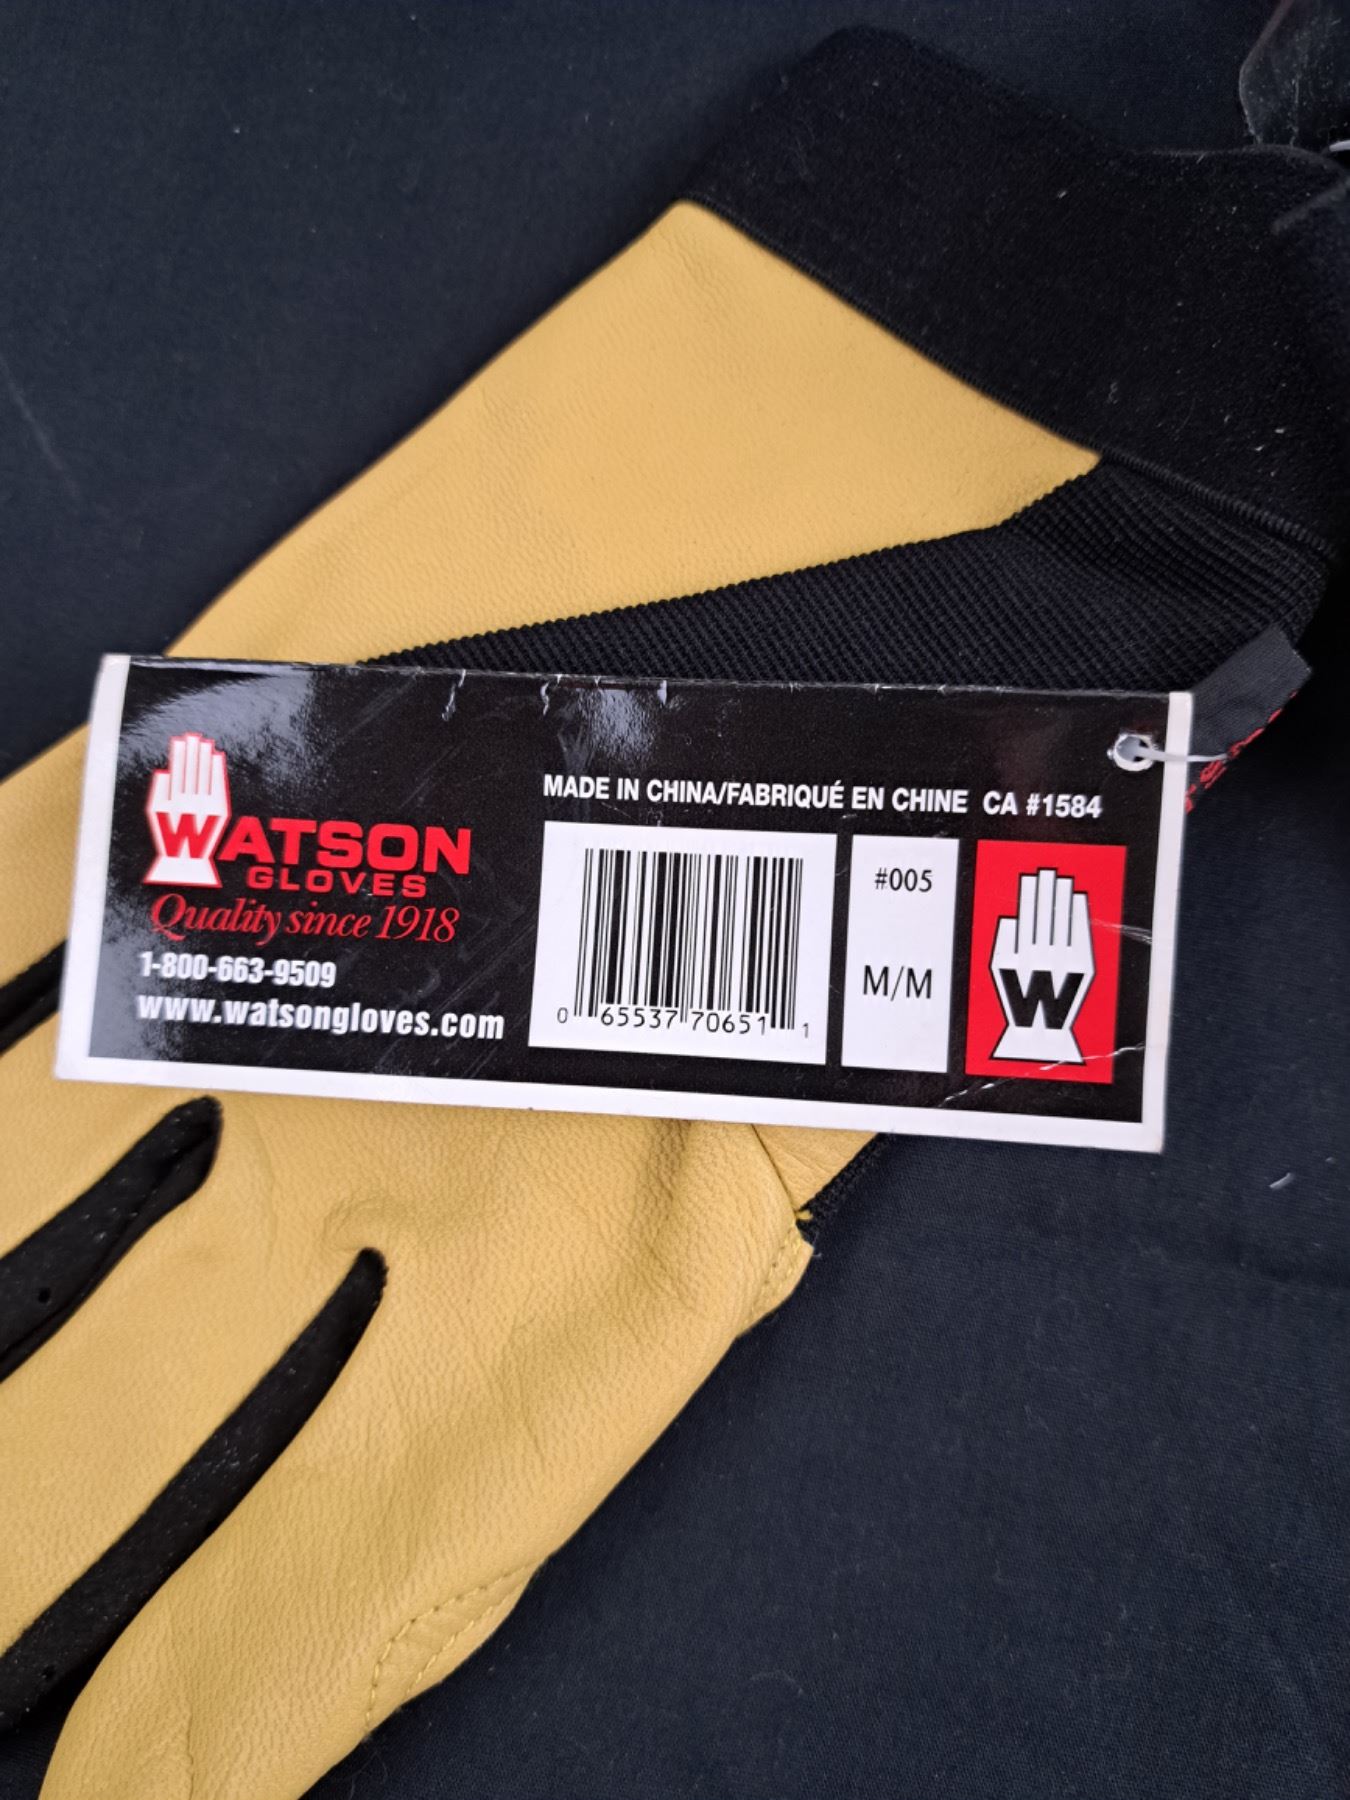 WATSON
GLOVES
Quality since 1918
1-800-663-9509
www.watsongloves.com
MADE IN CHINA/FABRIQUÉ EN CHINE CA #1584
0 65537 70651 1
#005
M/M
W